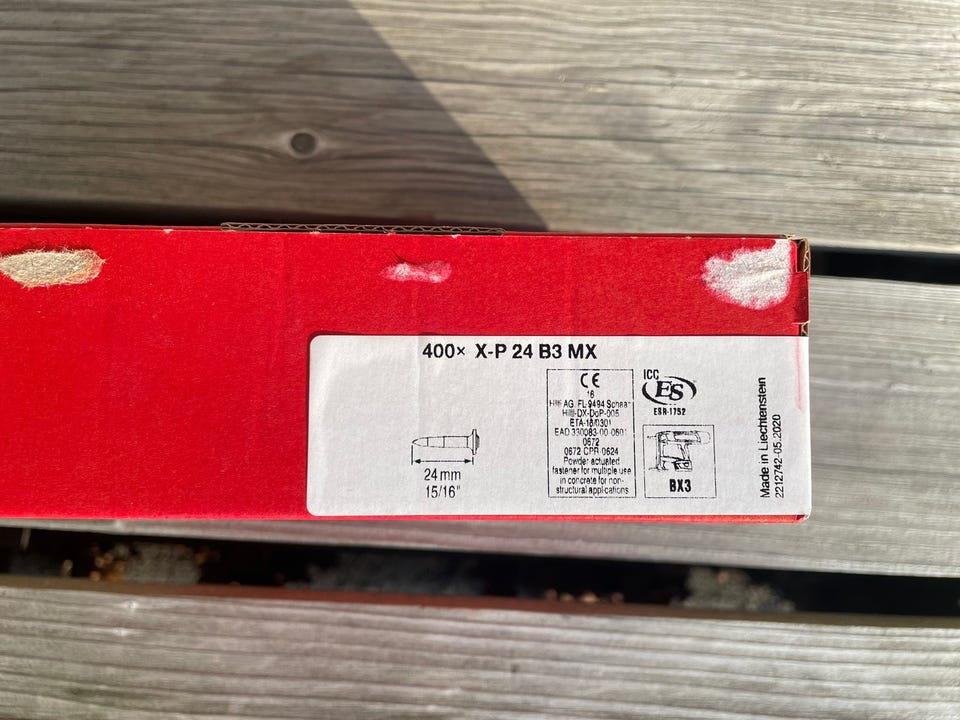 400× X-P 24 B3 MX
24 mm
15/16"
CE
Hilti AG, FL-9494 Schaan
Hilti-DX-DoP-005
ETA-16/0301
EAD 330083-00-0601
0672
0672 CPR 0624
Powder actuated
fastener for multiple use
in concrete for non-
structural applications
ICC
ES
ESR-1752
BX3
Made in Liechtenstein
2212742-05.2020